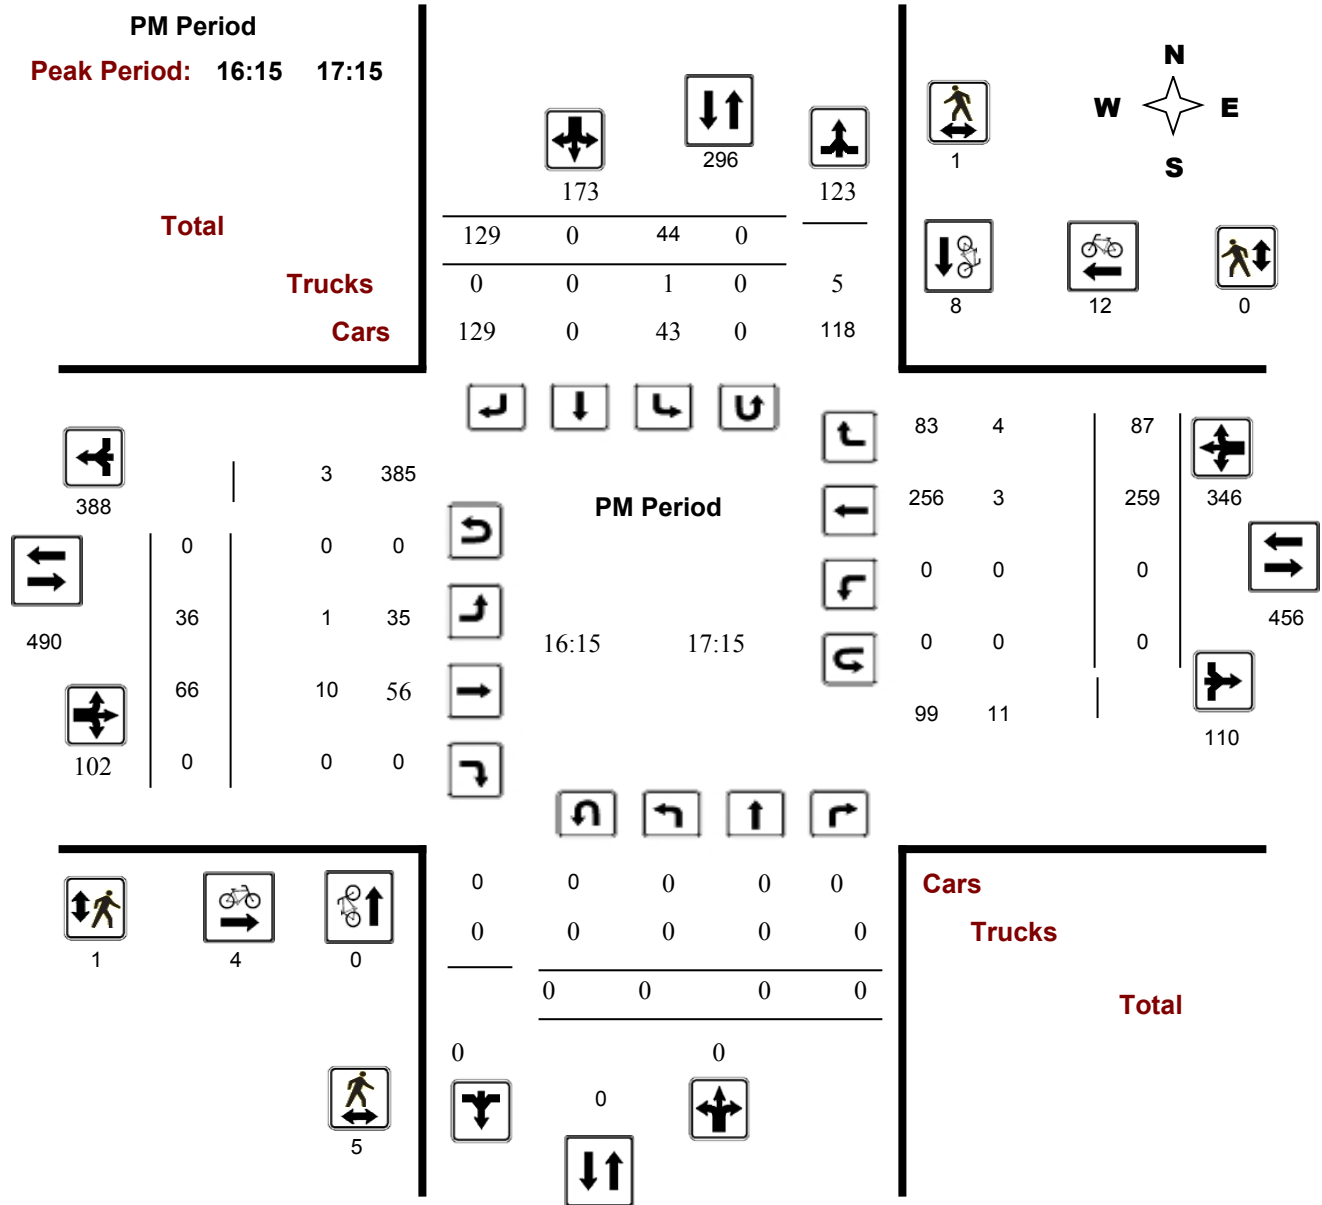 PM Period
Peak Period: 16:15 17:15
N
W E
S
296
1
173 123
Total
129 0 44 0
Trucks
0 0 1 0 5
8 12 0
Cars
129 0 43 0 118
83 4 87
3 385
388
PM Period
256 3 259 346
0 0 0
0 0 0
36 1 35
456
490
16:15 17:15
0 0 0
66 10 56
99 11
110
102 0 0 0
0 0 0 0 0
Cars
0 0 0 0 0
Trucks
1 4 0
0 0 0 0
Total
0 0
0
5